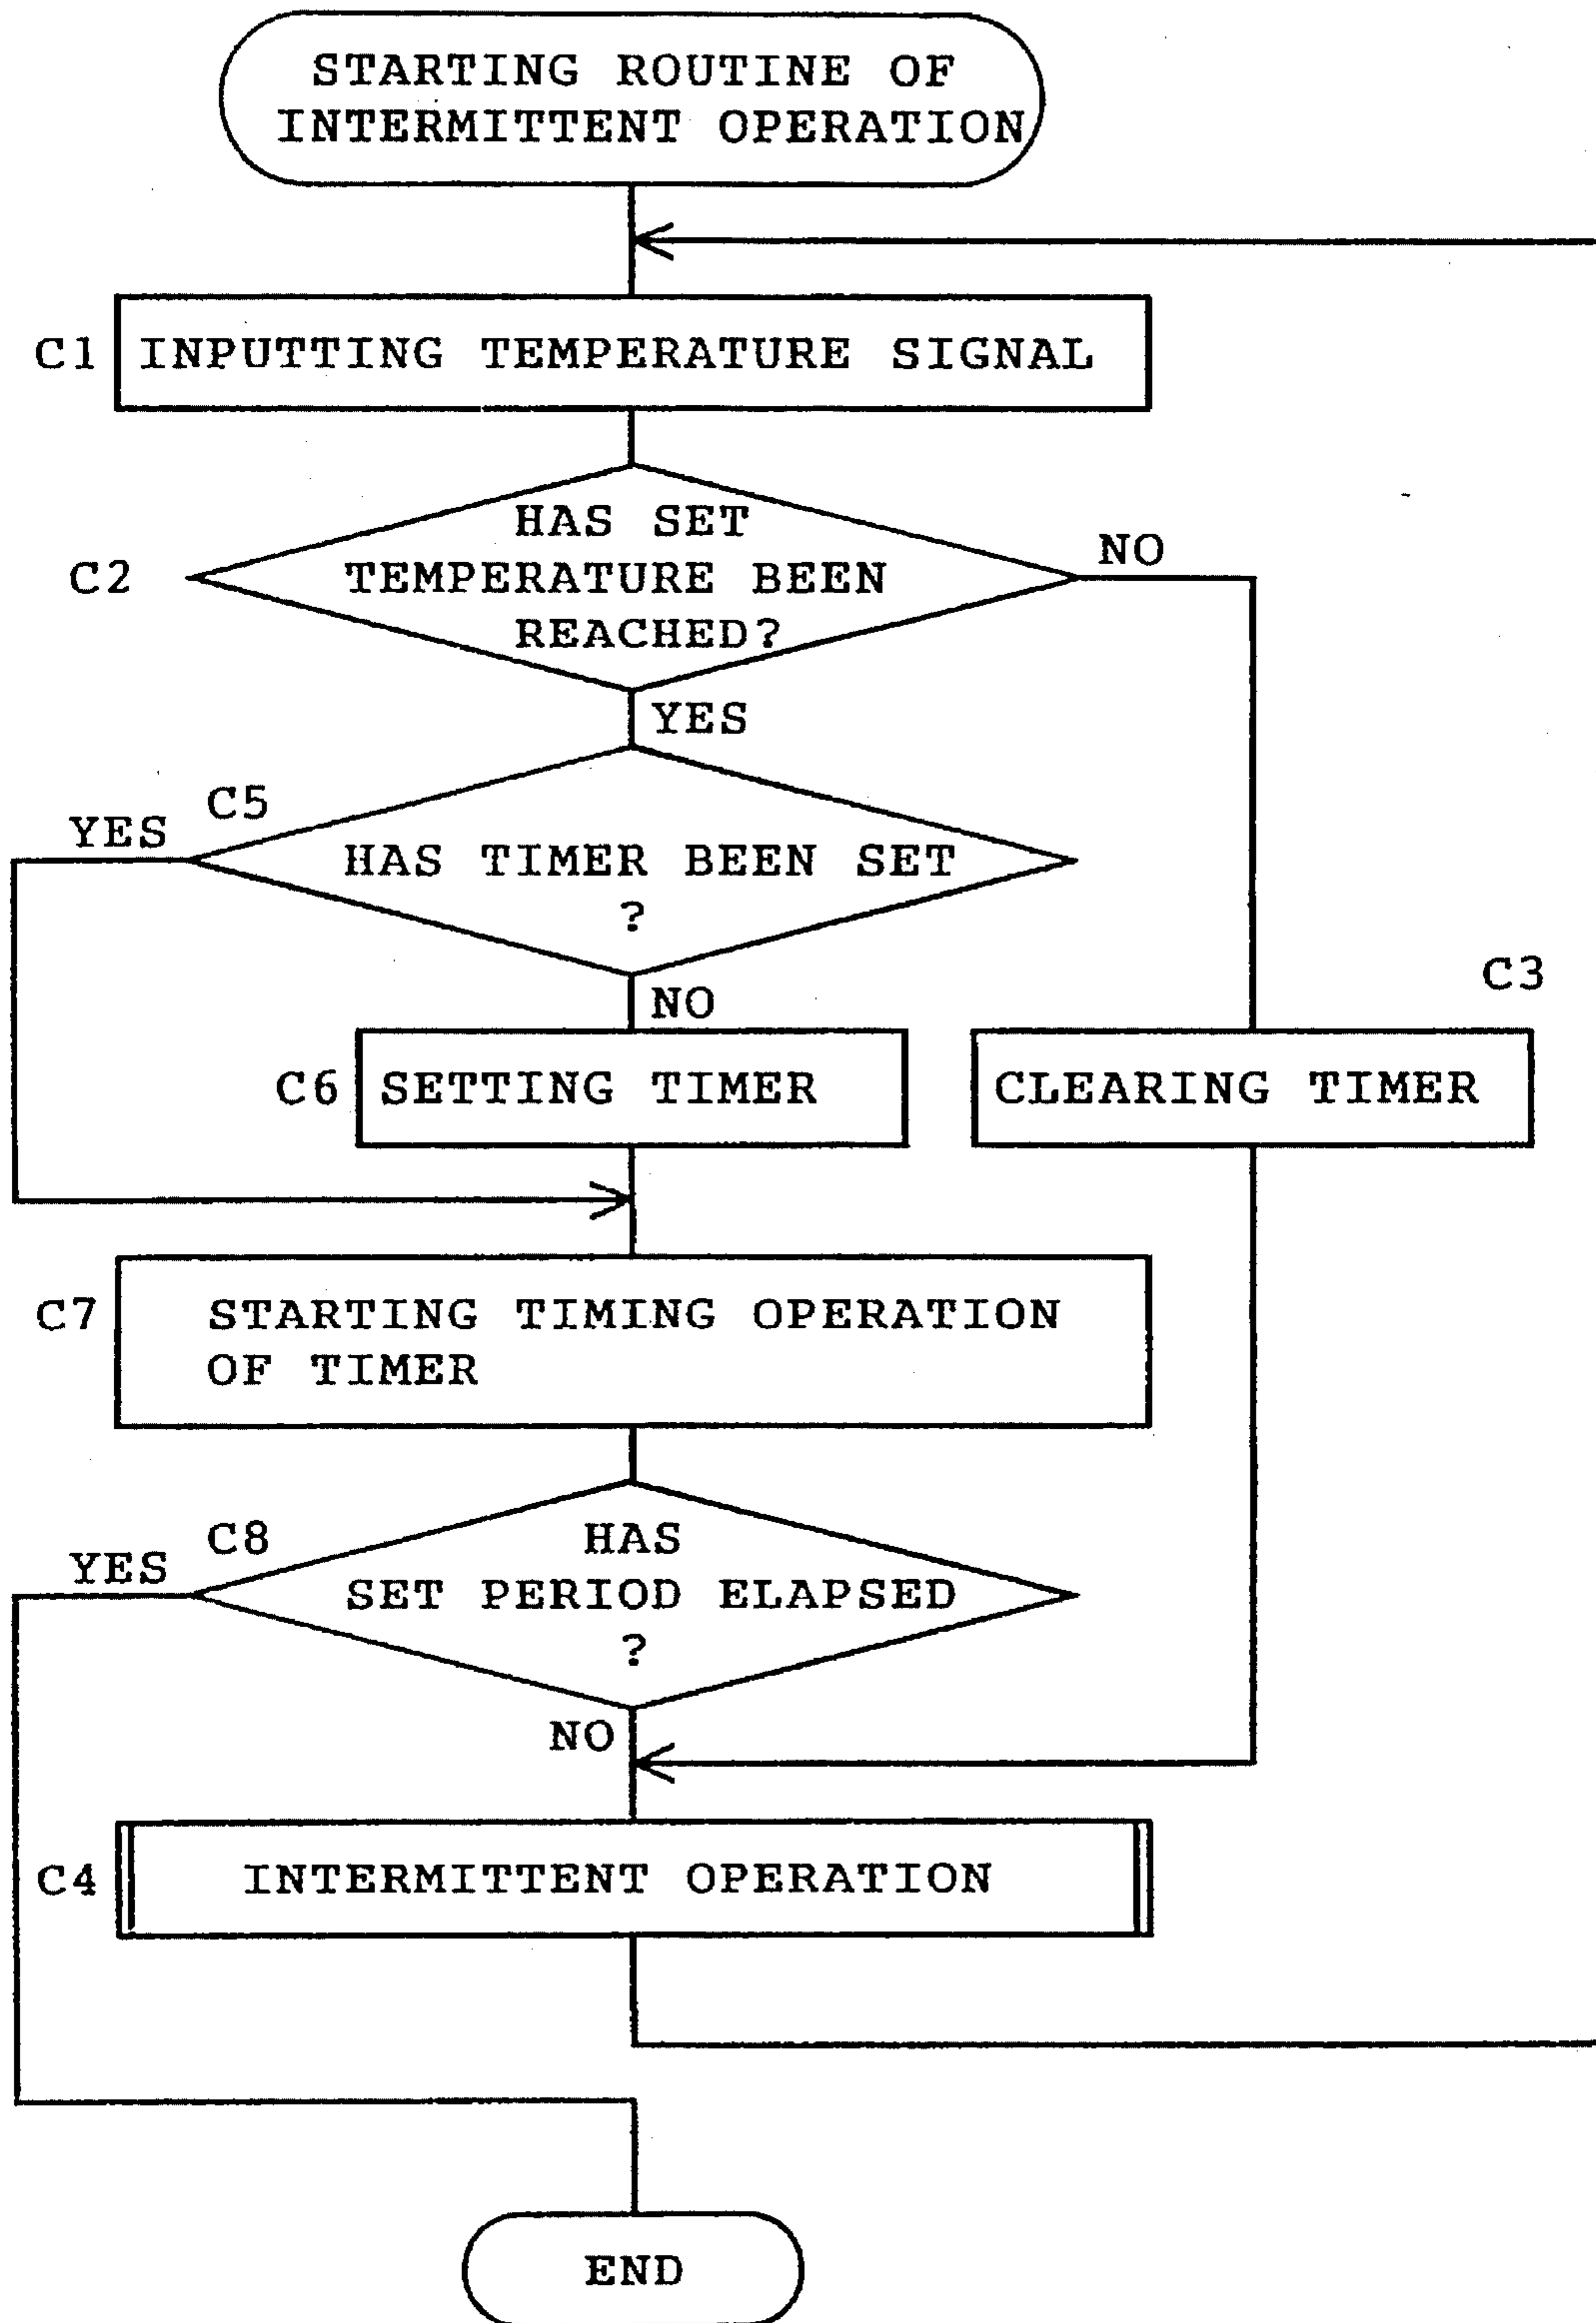 STARTING ROUTINE OF
INTERMITTENT OPERATION
C1 INPUTTING TEMPERATURE SIGNAL
HAS SET
C2 TEMPERATURE BEEN
REACHED?
NO
YES
C5
YES
HAS TIMER BEEN SET
?
NO
C3
C6 SETTING TIMER
CLEARING TIMER
C7 STARTING TIMING OPERATION
OF TIMER
C8
YES
HAS
SET PERIOD ELAPSED
?
NO
C4 INTERMITTENT OPERATION
END